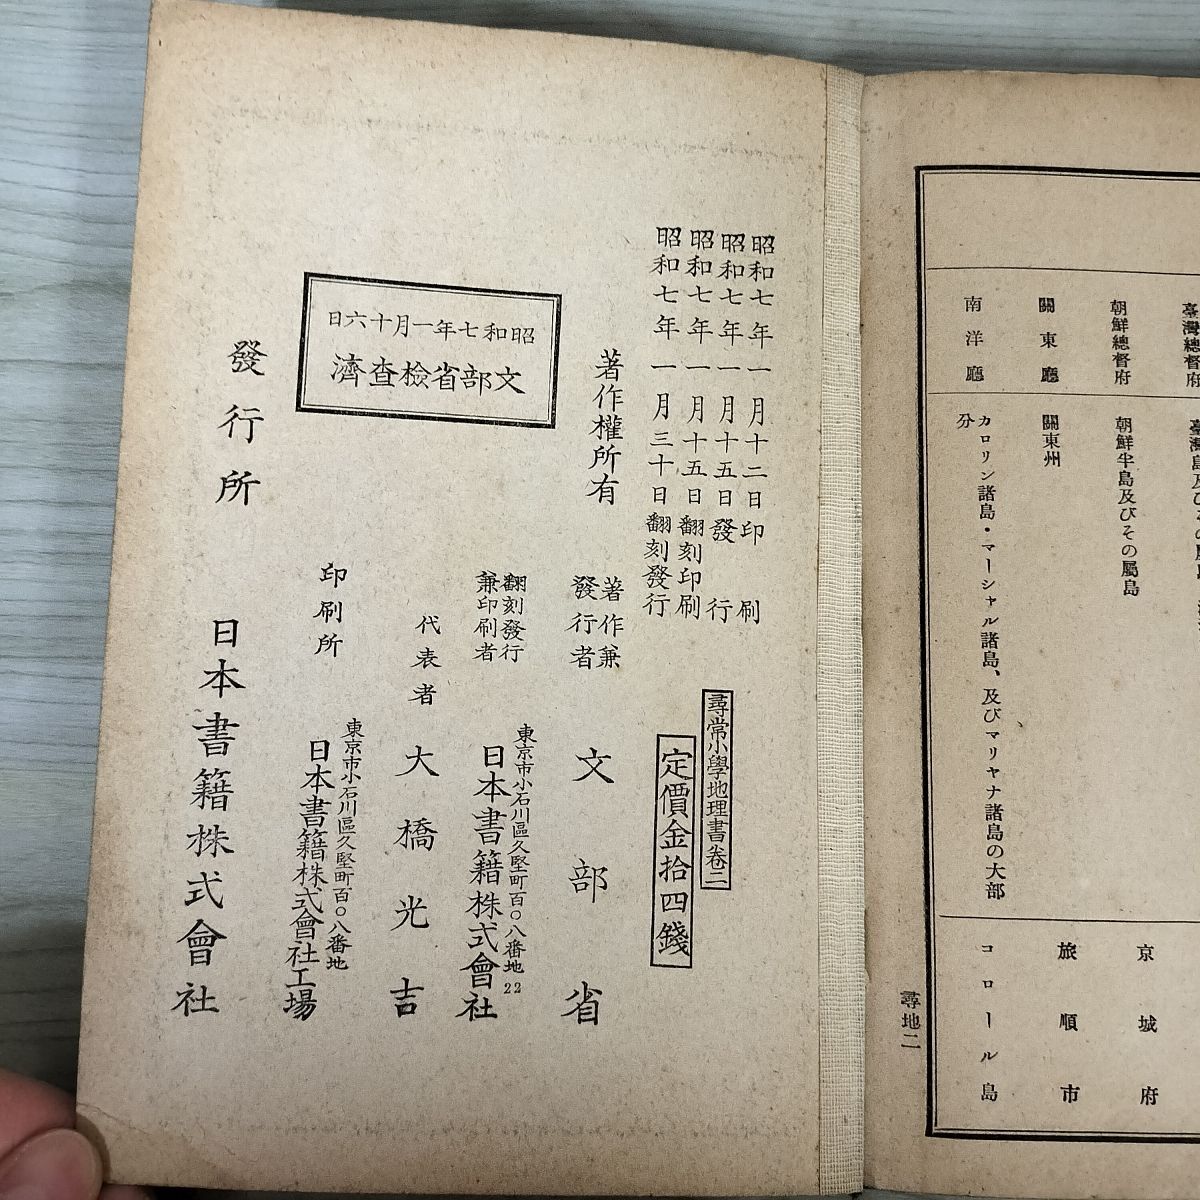 臺灣總督府
臺灣島及び
朝鮮總督府
朝鮮半島及びその屬島
京城府
關東廳
關東州
旅順市
南洋廳
カロリン諸島・マーシャル諸島、及びマリヤナ諸島の大部
分
コロール島
尋地二
昭和七年一月十二日印刷
昭和七年一月十五日發行
昭和七年一月十五日翻刻印刷
昭和七年一月三十日翻刻發行
尋常小學地理書卷二
定價金拾四錢
著作權所有
著作兼
發行者
文部省
翻刻發行
兼印刷者
東京市小石川區久堅町百〇八番地
22
日本書籍株式會社
代表者
大橋光吉
昭和七年一月十六日
文部省檢查濟
印刷所
東京市小石川區久堅町百〇八番地
日本書籍株式會社工場
發行所
日本書籍株式會社